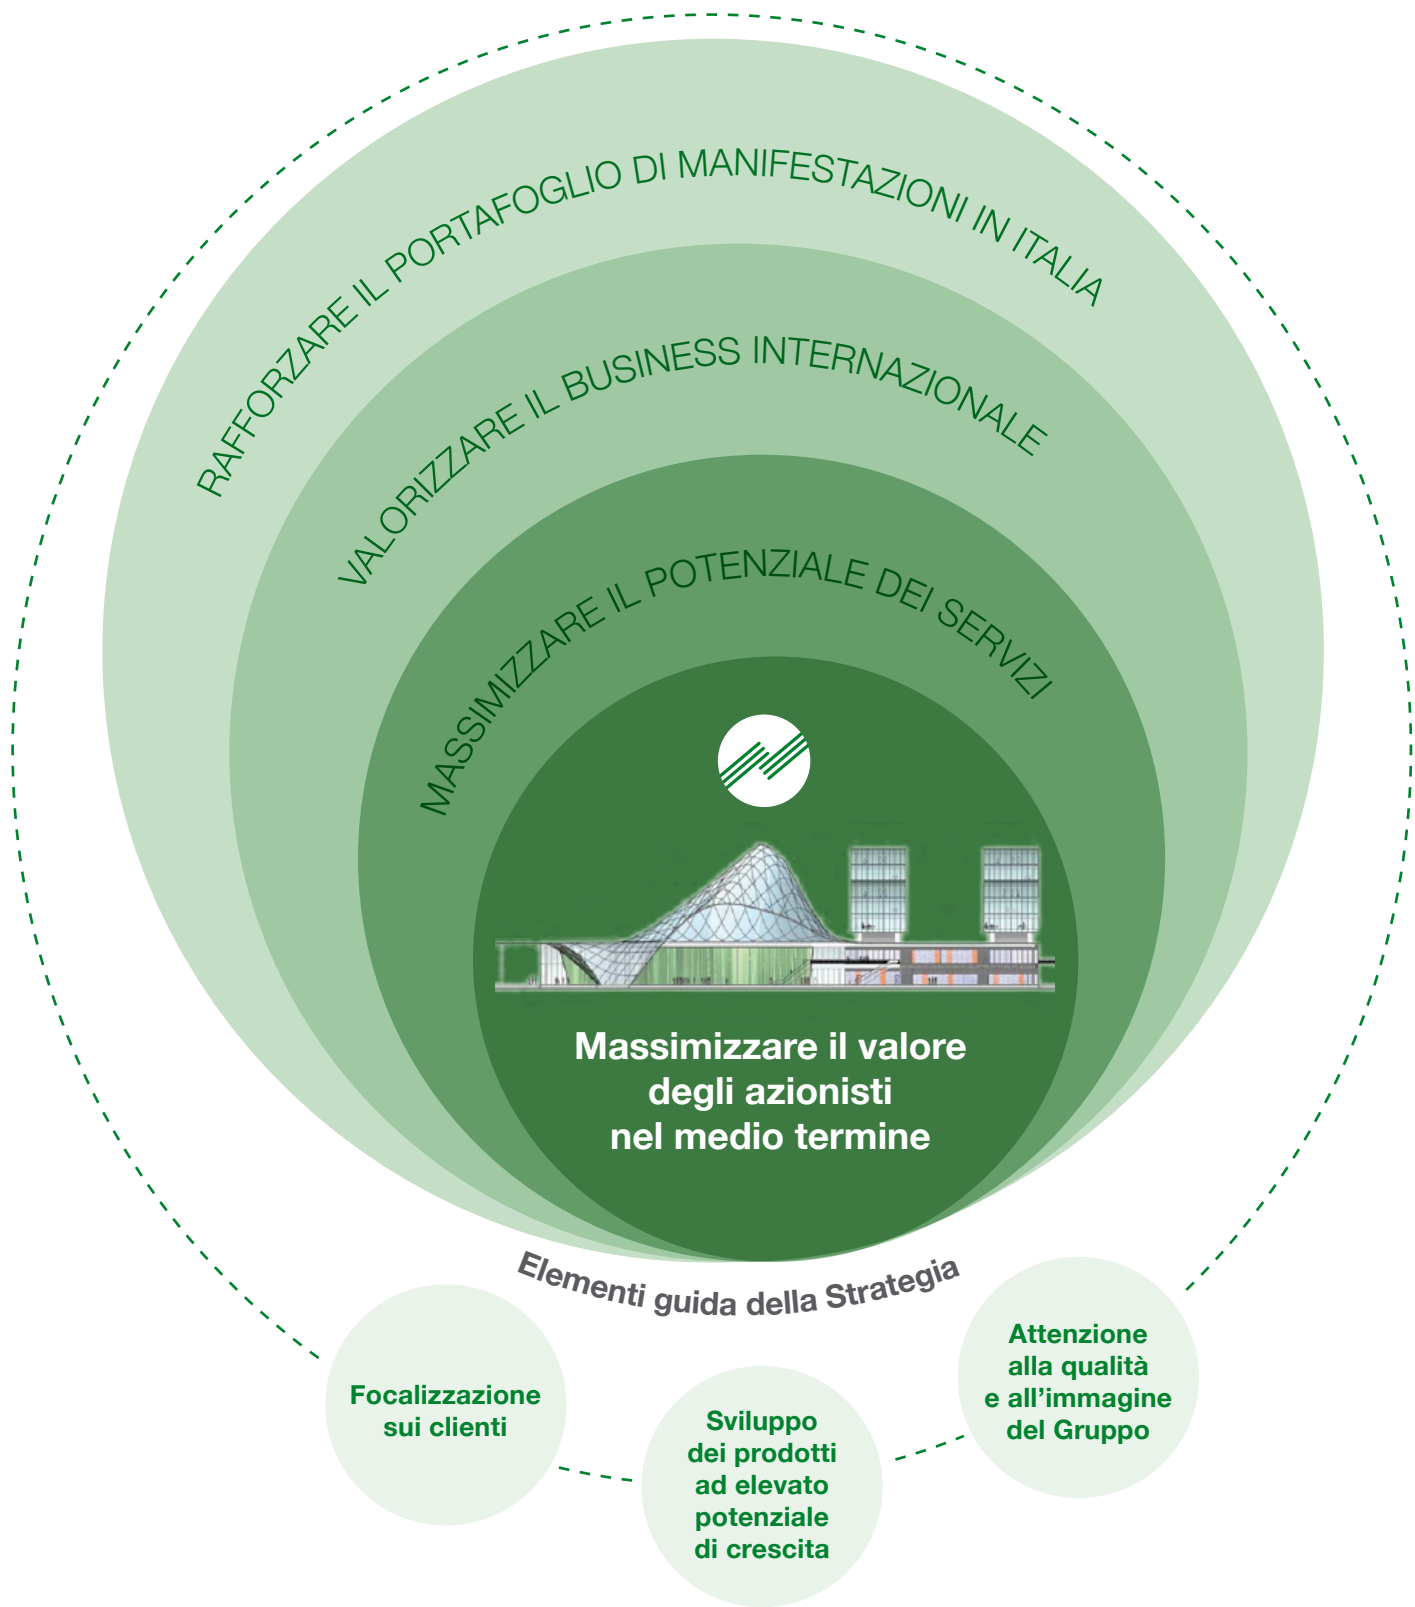 RAFFORZARE IL PORTAFOGLIO DI MANIFESTAZIONI IN ITALIA
VALORIZZARE IL BUSINESS INTERNAZIONALE
MASSIMIZZARE IL POTENZIALE DEI SERVIZI
Massimizzare il valore
degli azionisti
nel medio termine
Elementi guida della Strategia
Focalizzazione
sui clienti
Sviluppo
dei prodotti
ad elevato
potenziale
di crescita
Attenzione
alla qualità
e all’immagine
del Gruppo